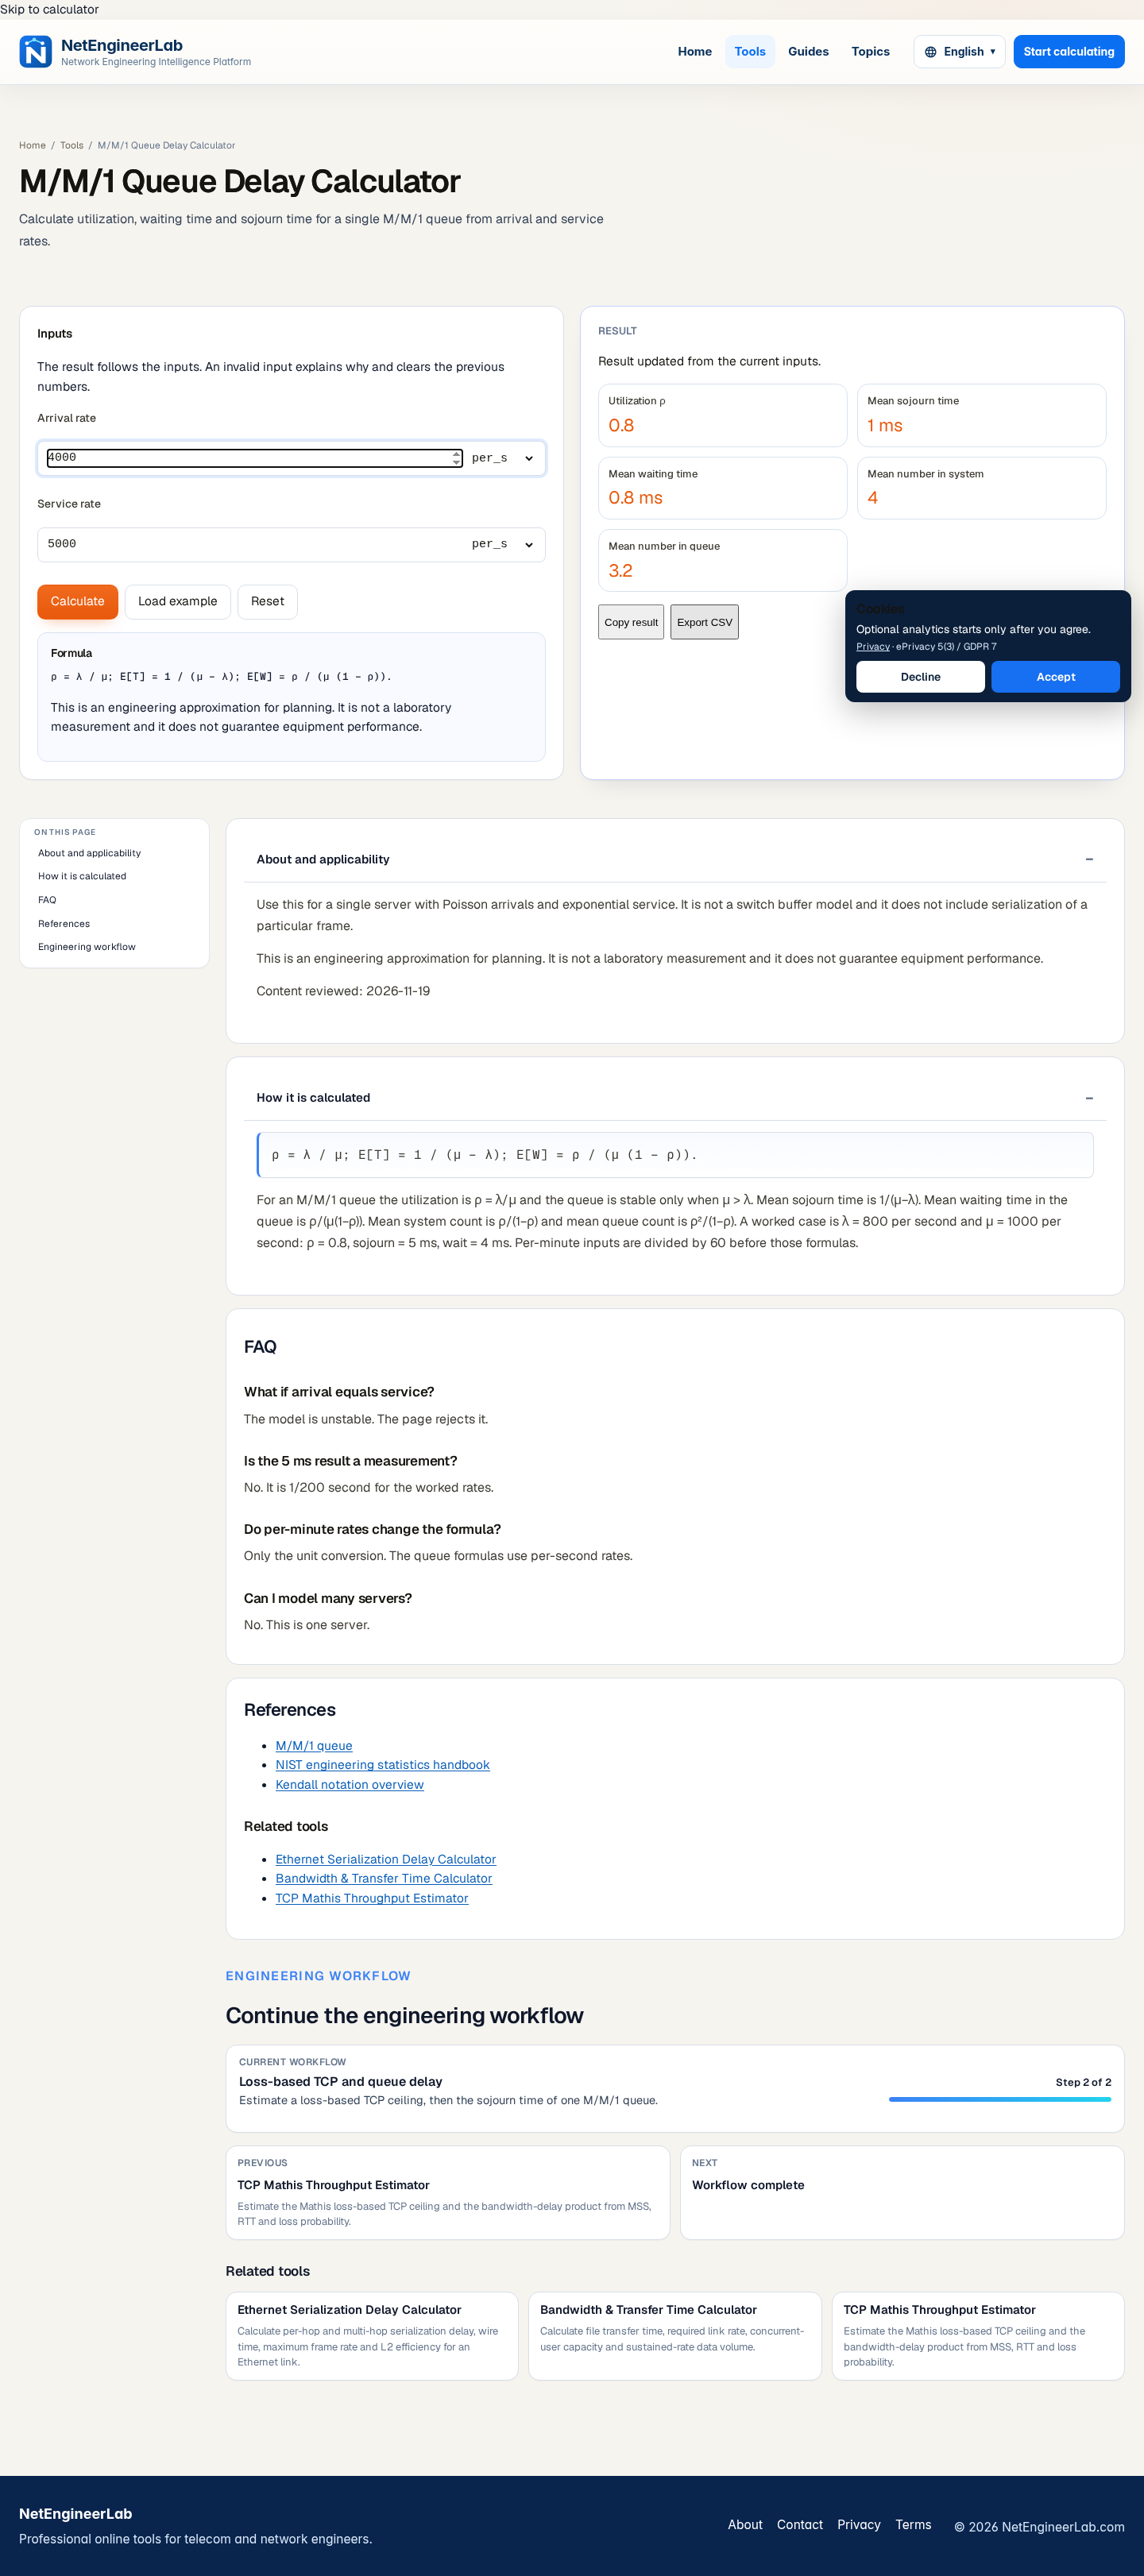 Skip to calculator
NetEngineerLab
Network Engineering Intelligence Platform
Home
Tools
Guides
Topics
English ▾
Start calculating
Home / Tools / M/M/1 Queue Delay Calculator
M/M/1 Queue Delay Calculator
Calculate utilization, waiting time and sojourn time for a single M/M/1 queue from arrival and service
rates.
Inputs
The result follows the inputs. An invalid input explains why and clears the previous
numbers.
Arrival rate
4000 per_s
Service rate
5000 per_s
Calculate
Load example
Reset
Formula
ρ = λ / μ; E[T] = 1 / (μ − λ); E[W] = ρ / (μ (1 − ρ)).
This is an engineering approximation for planning. It is not a laboratory
measurement and it does not guarantee equipment performance.
RESULT
Result updated from the current inputs.
Utilization ρ
0.8
Mean sojourn time
1 ms
Mean waiting time
0.8 ms
Mean number in system
4
Mean number in queue
3.2
Copy result
Export CSV
Cookies
Optional analytics starts only after you agree.
Privacy · ePrivacy 5(3) / GDPR 7
Decline
Accept
ON THIS PAGE
About and applicability
How it is calculated
FAQ
References
Engineering workflow
About and applicability −
Use this for a single server with Poisson arrivals and exponential service. It is not a switch buffer model and it does not include serialization of a
particular frame.
This is an engineering approximation for planning. It is not a laboratory measurement and it does not guarantee equipment performance.
Content reviewed: 2026-11-19
How it is calculated −
ρ = λ / μ; E[T] = 1 / (μ − λ); E[W] = ρ / (μ (1 − ρ)).
For an M/M/1 queue the utilization is ρ = λ/μ and the queue is stable only when μ > λ. Mean sojourn time is 1/(μ−λ). Mean waiting time in the
queue is ρ/(μ(1−ρ)). Mean system count is ρ/(1−ρ) and mean queue count is ρ²/(1−ρ). A worked case is λ = 800 per second and μ = 1000 per
second: ρ = 0.8, sojourn = 5 ms, wait = 4 ms. Per-minute inputs are divided by 60 before those formulas.
FAQ
What if arrival equals service?
The model is unstable. The page rejects it.
Is the 5 ms result a measurement?
No. It is 1/200 second for the worked rates.
Do per-minute rates change the formula?
Only the unit conversion. The queue formulas use per-second rates.
Can I model many servers?
No. This is one server.
References
M/M/1 queue
NIST engineering statistics handbook
Kendall notation overview
Related tools
Ethernet Serialization Delay Calculator
Bandwidth & Transfer Time Calculator
TCP Mathis Throughput Estimator
ENGINEERING WORKFLOW
Continue the engineering workflow
CURRENT WORKFLOW
Loss-based TCP and queue delay
Estimate a loss-based TCP ceiling, then the sojourn time of one M/M/1 queue.
Step 2 of 2
PREVIOUS
TCP Mathis Throughput Estimator
Estimate the Mathis loss-based TCP ceiling and the bandwidth-delay product from MSS,
RTT and loss probability.
NEXT
Workflow complete
Related tools
Ethernet Serialization Delay Calculator
Calculate per-hop and multi-hop serialization delay, wire
time, maximum frame rate and L2 efficiency for an
Ethernet link.
Bandwidth & Transfer Time Calculator
Calculate file transfer time, required link rate, concurrent-
user capacity and sustained-rate data volume.
TCP Mathis Throughput Estimator
Estimate the Mathis loss-based TCP ceiling and the
bandwidth-delay product from MSS, RTT and loss
probability.
NetEngineerLab
Professional online tools for telecom and network engineers.
About
Contact
Privacy
Terms
© 2026 NetEngineerLab.com